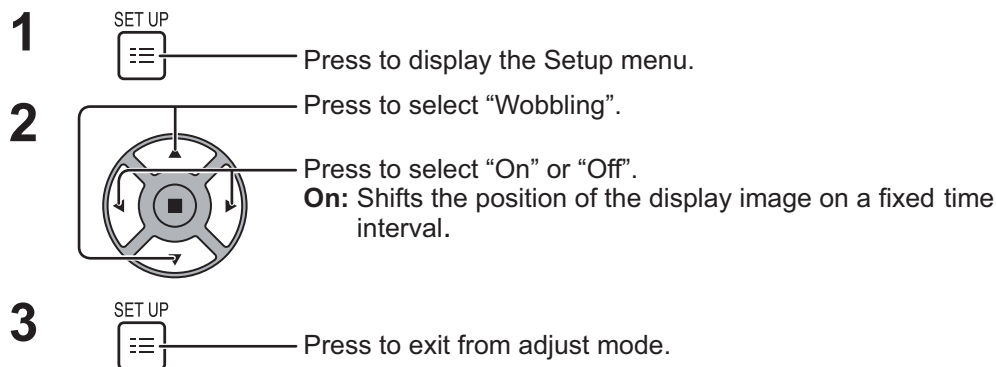 1
SET UP
Press to display the Setup menu.
2
Press to select “Wobbling”.
Press to select “On” or “Off”.
On: Shifts the position of the display image on a fixed time
interval.
3
SET UP
Press to exit from adjust mode.